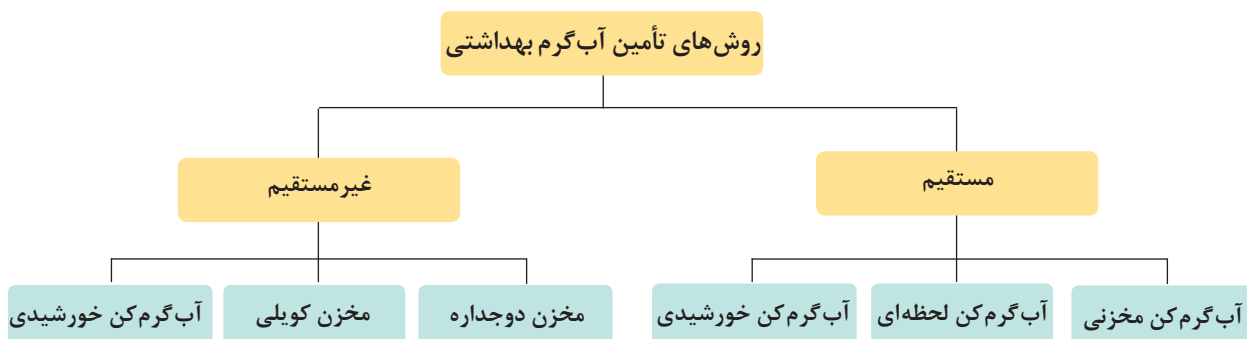 روش‌های تأمین آب‌گرم بهداشتی
مستقیم
غیرمستقیم
آب‌گرم‌کن مخزنی
آب‌گرم‌کن لحظه‌ای
آب‌گرم‌کن خورشیدی
مخزن دوجداره
مخزن کویلی
آب‌گرم‌کن خورشیدی